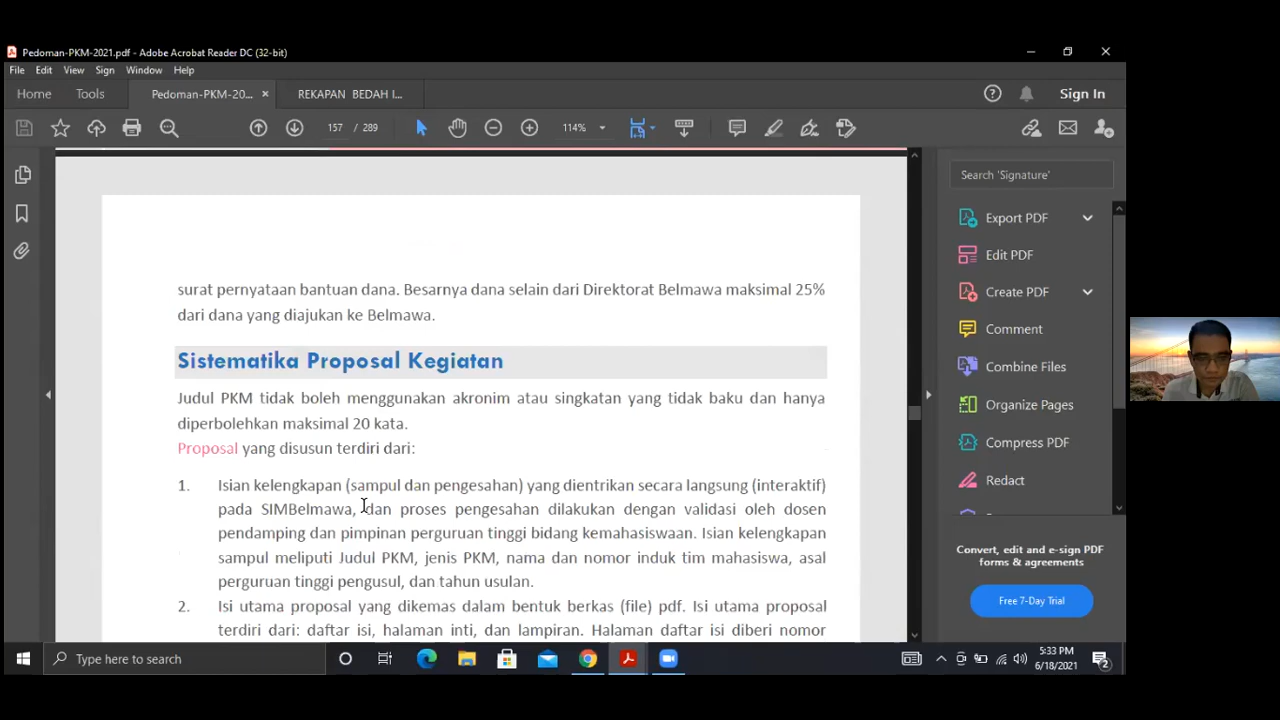 Pedoman-PKM-2021.pdf - Adobe Acrobat Reader DC (32-bit)
File Edit View Sign Window Help
Home Tools Pedoman-PKM-20... × REKAPAN BEDAH I... Sign In
157 / 289 114%
Search 'Signature'
Export PDF
Edit PDF
Create PDF
Comment
Combine Files
Organize Pages
Compress PDF
Redact
Convert, edit and e-sign PDF
forms & agreements
Free 7-Day Trial
surat pernyataan bantuan dana. Besarnya dana selain dari Direktorat Belmawa maksimal 25%
dari dana yang diajukan ke Belmawa.
Sistematika Proposal Kegiatan
Judul PKM tidak boleh menggunakan akronim atau singkatan yang tidak baku dan hanya
diperbolehkan maksimal 20 kata.
Proposal yang disusun terdiri dari:
1. Isian kelengkapan (sampul dan pengesahan) yang dientrikan secara langsung (interaktif)
pada SIMBelmawa, dan proses pengesahan dilakukan dengan validasi oleh dosen
pendamping dan pimpinan perguruan tinggi bidang kemahasiswaan. Isian kelengkapan
sampul meliputi Judul PKM, jenis PKM, nama dan nomor induk tim mahasiswa, asal
perguruan tinggi pengusul, dan tahun usulan.
2. Isi utama proposal yang dikemas dalam bentuk berkas (file) pdf. Isi utama proposal
terdiri dari: daftar isi, halaman inti, dan lampiran. Halaman daftar isi diberi nomor
Type here to search
5:33 PM
6/18/2021
2